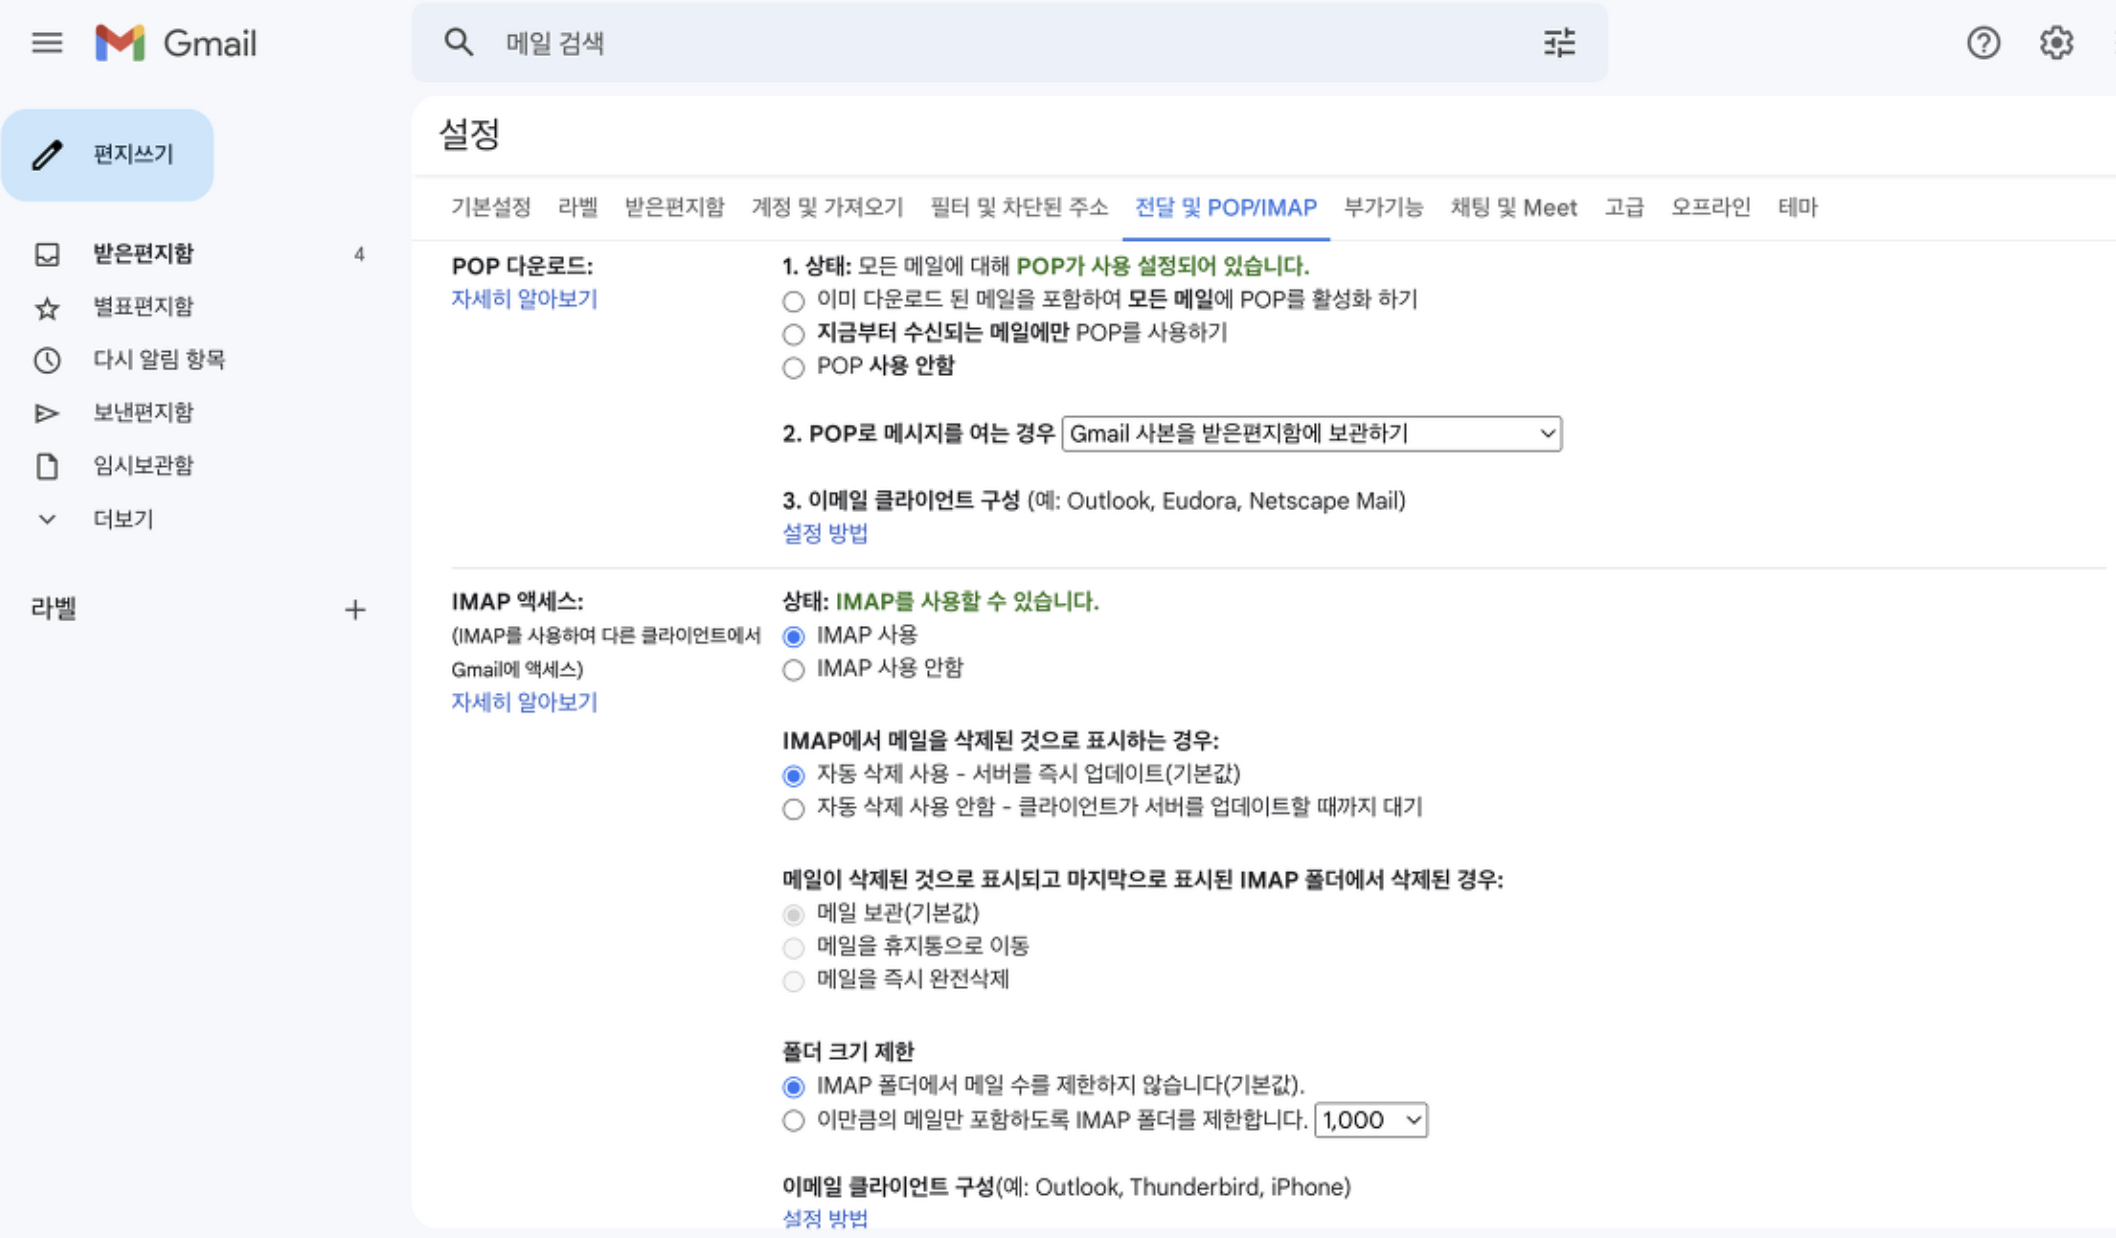 Gmail
메일 검색
편지쓰기
받은편지함 4
별표편지함
다시 알림 항목
보낸편지함
임시보관함
더보기
라벨
설정
기본설정 라벨 받은편지함 계정 및 가져오기 필터 및 차단된 주소 전달 및 POP/IMAP 부가기능 채팅 및 Meet 고급 오프라인 테마
POP 다운로드:
자세히 알아보기
1. 상태: 모든 메일에 대해 POP가 사용 설정되어 있습니다.
이미 다운로드 된 메일을 포함하여 모든 메일에 POP를 활성화 하기
지금부터 수신되는 메일에만 POP를 사용하기
POP 사용 안함
2. POP로 메시지를 여는 경우 Gmail 사본을 받은편지함에 보관하기
3. 이메일 클라이언트 구성 (예: Outlook, Eudora, Netscape Mail)
설정 방법
IMAP 액세스:
(IMAP를 사용하여 다른 클라이언트에서
Gmail에 액세스)
자세히 알아보기
상태: IMAP를 사용할 수 있습니다.
IMAP 사용
IMAP 사용 안함
IMAP에서 메일을 삭제된 것으로 표시하는 경우:
자동 삭제 사용 - 서버를 즉시 업데이트(기본값)
자동 삭제 사용 안함 - 클라이언트가 서버를 업데이트할 때까지 대기
메일이 삭제된 것으로 표시되고 마지막으로 표시된 IMAP 폴더에서 삭제된 경우:
메일 보관(기본값)
메일을 휴지통으로 이동
메일을 즉시 완전삭제
폴더 크기 제한
IMAP 폴더에서 메일 수를 제한하지 않습니다(기본값).
이만큼의 메일만 포함하도록 IMAP 폴더를 제한합니다. 1,000
이메일 클라이언트 구성(예: Outlook, Thunderbird, iPhone)
설정 방법